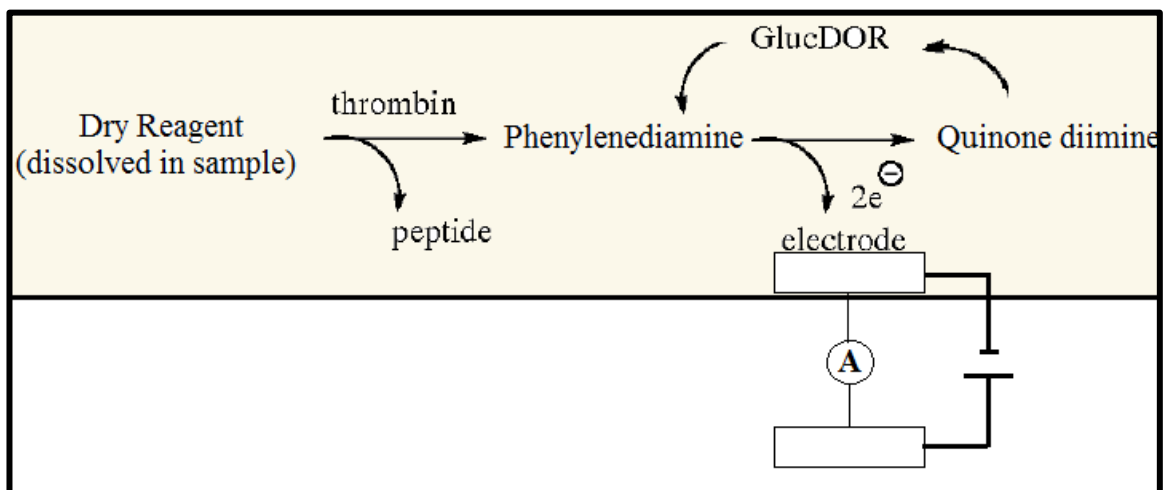 GlucDOR
thrombin
Dry Reagent
(dissolved in sample)
Phenylenediamine
Quinone diimine
peptide
2e⊖
electrode
A